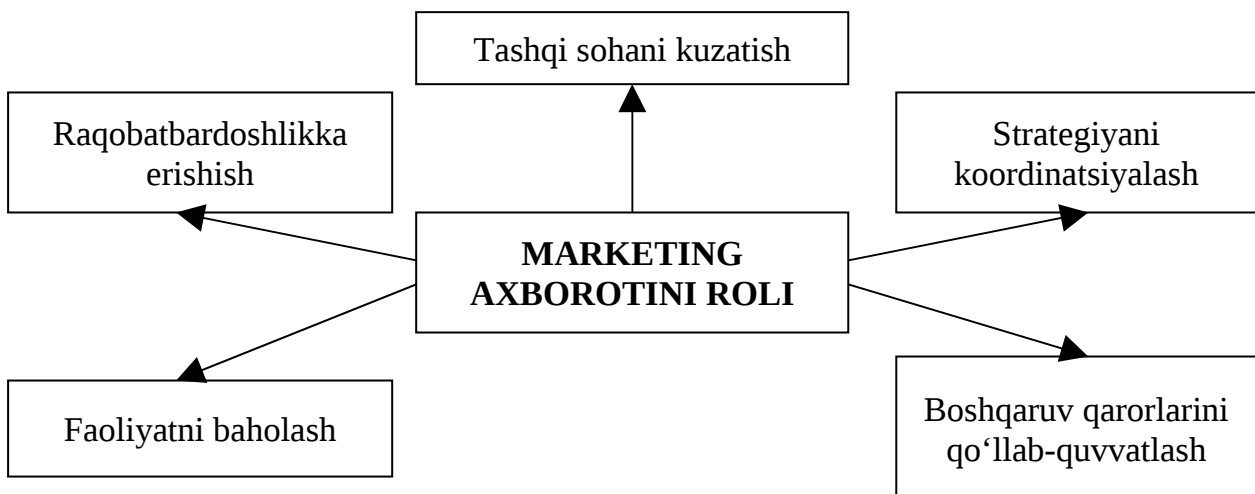 Tashqi sohani kuzatish
Raqobatbardoshlikka
erishish
Strategiyani
koordinatsiyalash
MARKETING
AXBOROTINI ROLI
Faoliyatni baholash
Boshqaruv qarorlarini
qo‘llab-quvvatlash